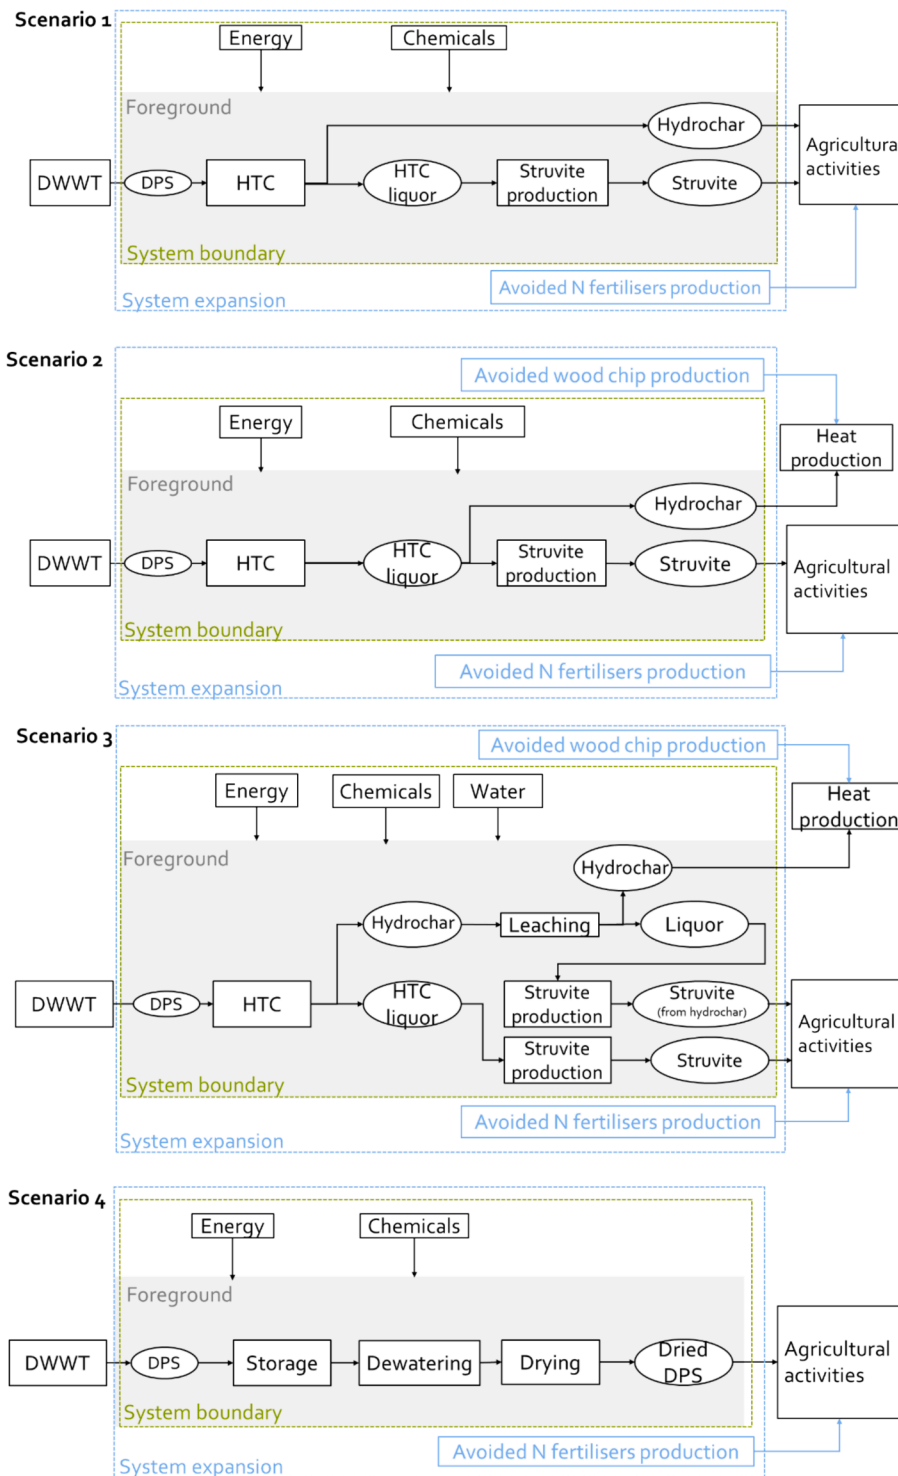 Scenario 1
Energy
Chemicals
Foreground
Hydrochar
DWWT
DPS
HTC
HTC
liquor
Struvite
production
Struvite
Agricultural
activities
System boundary
Avoided N fertilisers production
System expansion
Scenario 2
Avoided wood chip production
Energy
Chemicals
Heat
production
Foreground
Hydrochar
DWWT
DPS
HTC
HTC
liquor
Struvite
production
Struvite
Agricultural
activities
System boundary
Avoided N fertilisers production
System expansion
Scenario 3
Avoided wood chip production
Energy
Chemicals
Water
Heat
production
Foreground
Hydrochar
Hydrochar
Leaching
Liquor
DWWT
DPS
HTC
HTC
liquor
Struvite
production
Struvite
(from hydrochar)
Agricultural
activities
Struvite
production
Struvite
System boundary
Avoided N fertilisers production
System expansion
Scenario 4
Energy
Chemicals
Foreground
DWWT
DPS
Storage
Dewatering
Drying
Dried
DPS
Agricultural
activities
System boundary
Avoided N fertilisers production
System expansion